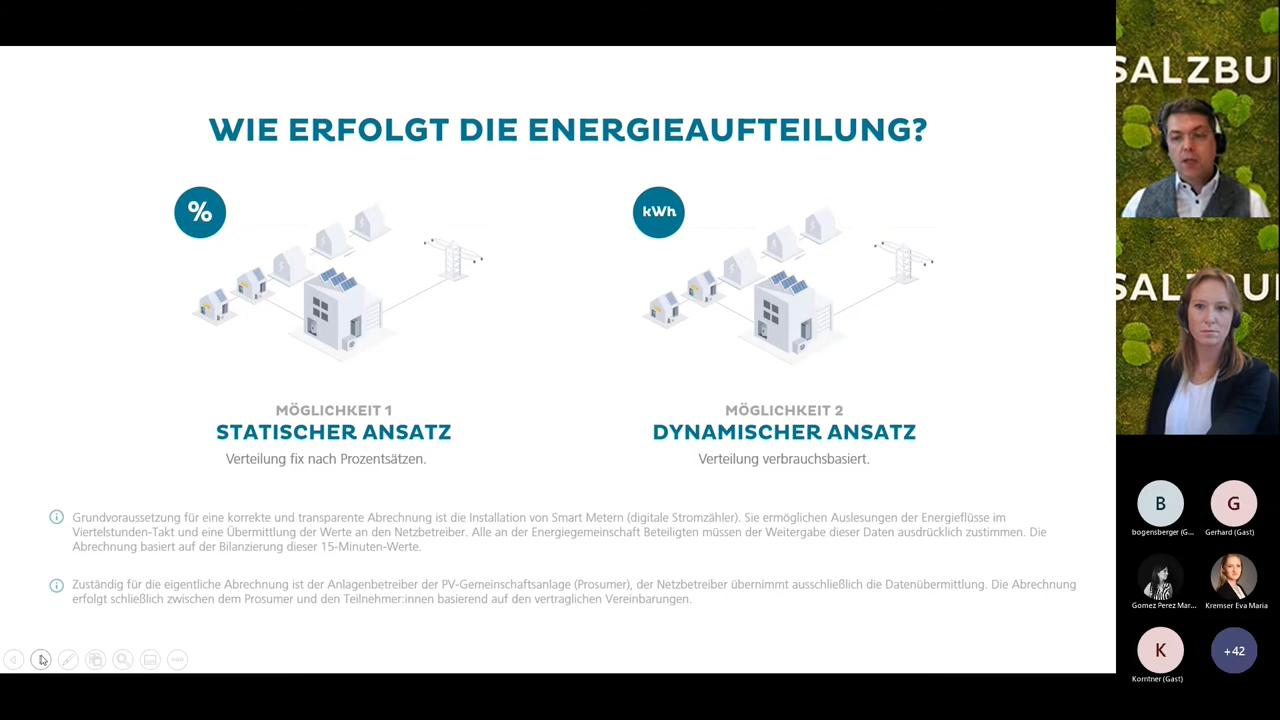 WIE ERFOLGT DIE ENERGIEAUFTEILUNG?
%
kWh
MÖGLICHKEIT 1
STATISCHER ANSATZ
Verteilung fix nach Prozentsätzen.
MÖGLICHKEIT 2
DYNAMISCHER ANSATZ
Verteilung verbrauchsbasiert.
Grundvoraussetzung für eine korrekte und transparente Abrechnung ist die Installation von Smart Metern (digitale Stromzähler). Sie ermöglichen Auslesungen der Energieflüsse im
Viertelstunden-Takt und eine Übermittlung der Werte an den Netzbetreiber. Alle an der Energiegemeinschaft Beteiligten müssen der Weitergabe dieser Daten ausdrücklich zustimmen. Die
Abrechnung basiert auf der Bilanzierung dieser 15-Minuten-Werte.
Zuständig für die eigentliche Abrechnung ist der Anlagenbetreiber der PV-Gemeinschaftsanlage (Prosumer), der Netzbetreiber übernimmt ausschließlich die Datenübermittlung. Die Abrechnung
erfolgt schließlich zwischen dem Prosumer und den Teilnehmer:innen basierend auf den vertraglichen Vereinbarungen.
SALZBU
SALZBU
B
G
bogensberger (G...
Gerhard (Gast)
Gomez Perez Mar...
Kremser Eva Maria
K
+42
Korntner (Gast)